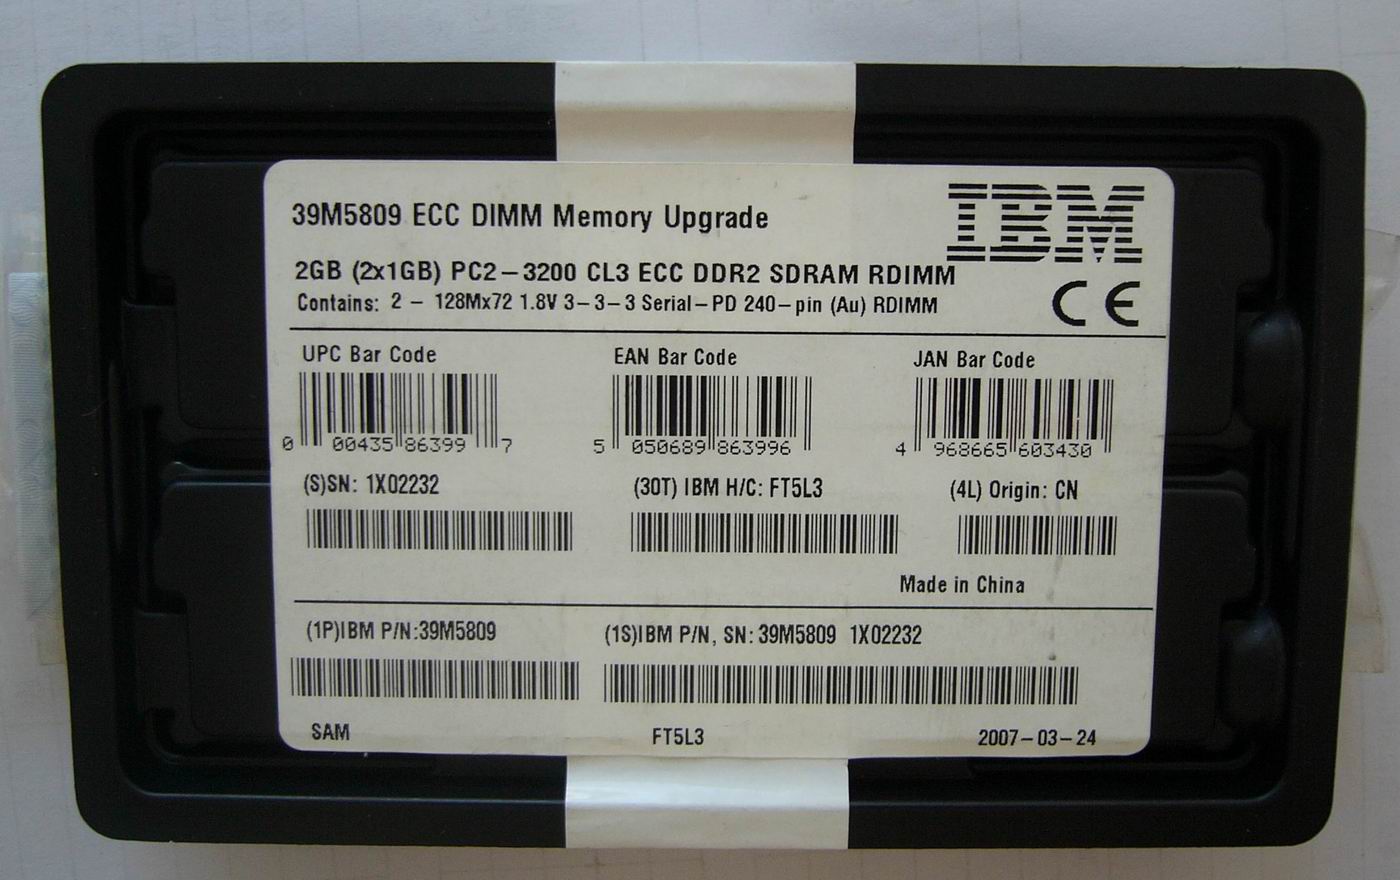 IBM
39M5809 ECC DIMM Memory Upgrade
2GB (2x1GB) PC2-3200 CL3 ECC DDR2 SDRAM RDIMM
Contains: 2 - 128Mx72 1.8V 3-3-3 Serial-PD 240-pin (Au) RDIMM
CE
UPC Bar Code EAN Bar Code JAN Bar Code
0 00435 86399 7 5 050689 863996 4 968665 603430
(S)SN: 1X02232 (30T) IBM H/C: FT5L3 (4L) Origin: CN
Made in China
(1P)IBM P/N:39M5809 (1S)IBM P/N, SN: 39M5809 1X02232
SAM FT5L3 2007-03-24